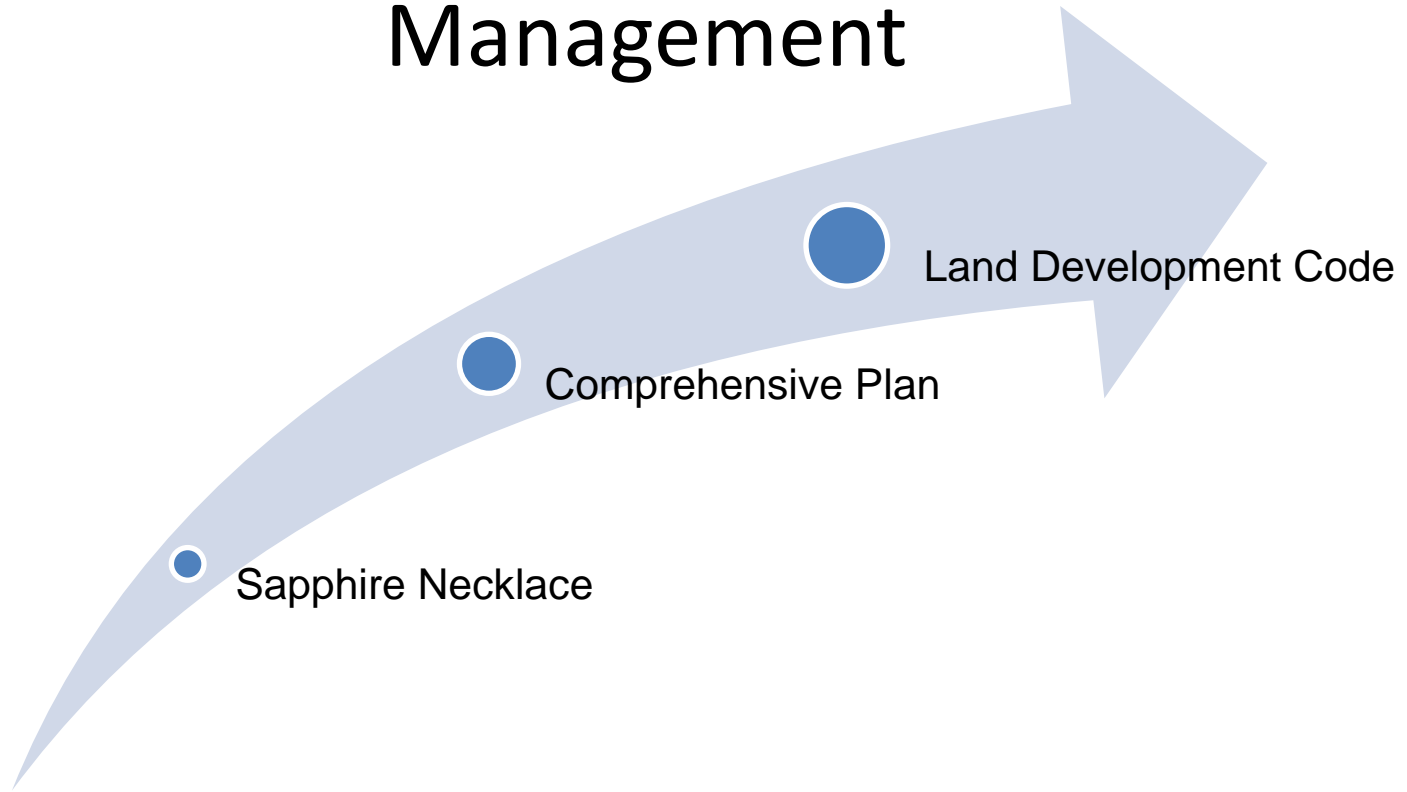 Management
Land Development Code
Comprehensive Plan
Sapphire Necklace